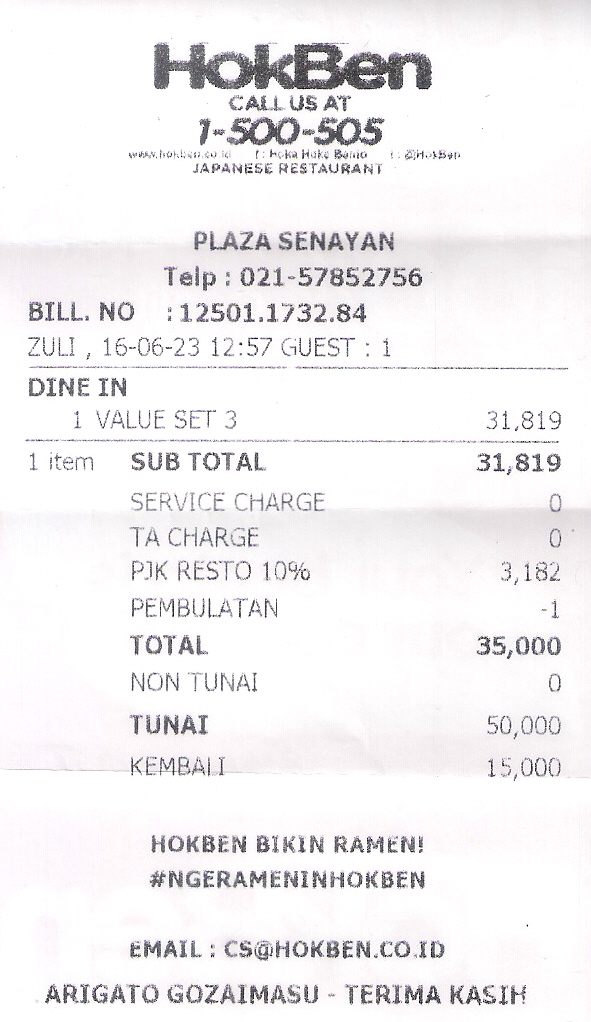 HokBen
CALL US AT
1-500-505
www.hokben.co.id f : Hoka Hoka Bento t : @HokBen
JAPANESE RESTAURANT
PLAZA SENAYAN
Telp : 021-57852756
BILL. NO : 12501.1732.84
ZULI , 16-06-23 12:57 GUEST : 1
DINE IN
1 VALUE SET 3 31,819
1 item SUB TOTAL 31,819
SERVICE CHARGE 0
TA CHARGE 0
PJK RESTO 10% 3,182
PEMBULATAN -1
TOTAL 35,000
NON TUNAI 0
TUNAI 50,000
KEMBALI 15,000
HOKBEN BIKIN RAMEN!
#NGERAMENINHOKBEN
EMAIL : CS@HOKBEN.CO.ID
ARIGATO GOZAIMASU - TERIMA KASIH